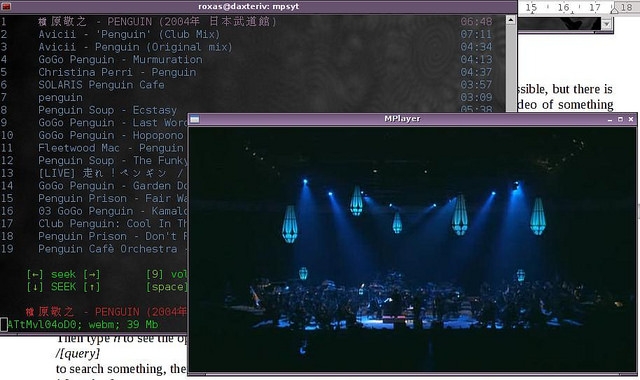 roxas@daxteriv: mpsyt
1 槇原敬之 - PENGUIN (2004年 日本武道館) 06:48
2 Avicii - 'Penguin' (Club Mix) 07:11
3 Avicii - Penguin (Original mix) 04:34
4 GoGo Penguin - Murmuration 04:13
5 Christina Perri - Penguin 04:37
6 SOLARIS Penguin Cafe 03:57
7 penguin 03:09
8 Penguin Soup - Ecstasy 05:38
9 GoGo Penguin - Last Word
10 GoGo Penguin - Hopopono
11 Fleetwood Mac - Penguin
12 Penguin Soup - The Funky
13 [LIVE] 走れ！ペンギン /
14 GoGo Penguin - Garden Do
15 Penguin Prison - Fair Wa
16 03 GoGo Penguin - Kamalo
17 Club Penguin: Cool In Th
18 Penguin Prison - Don't F
19 Penguin Cafè Orchestra -
[←] seek [→] [9] vol
[↓] SEEK [↑] [space]
槇原敬之 - PENGUIN (2004年
ATtMvl04oD0; webm; 39 Mb
15 16 17 18
ssible, but there is
deo of something
MPlayer
Then type n to see the op
/[query]
to search something, the